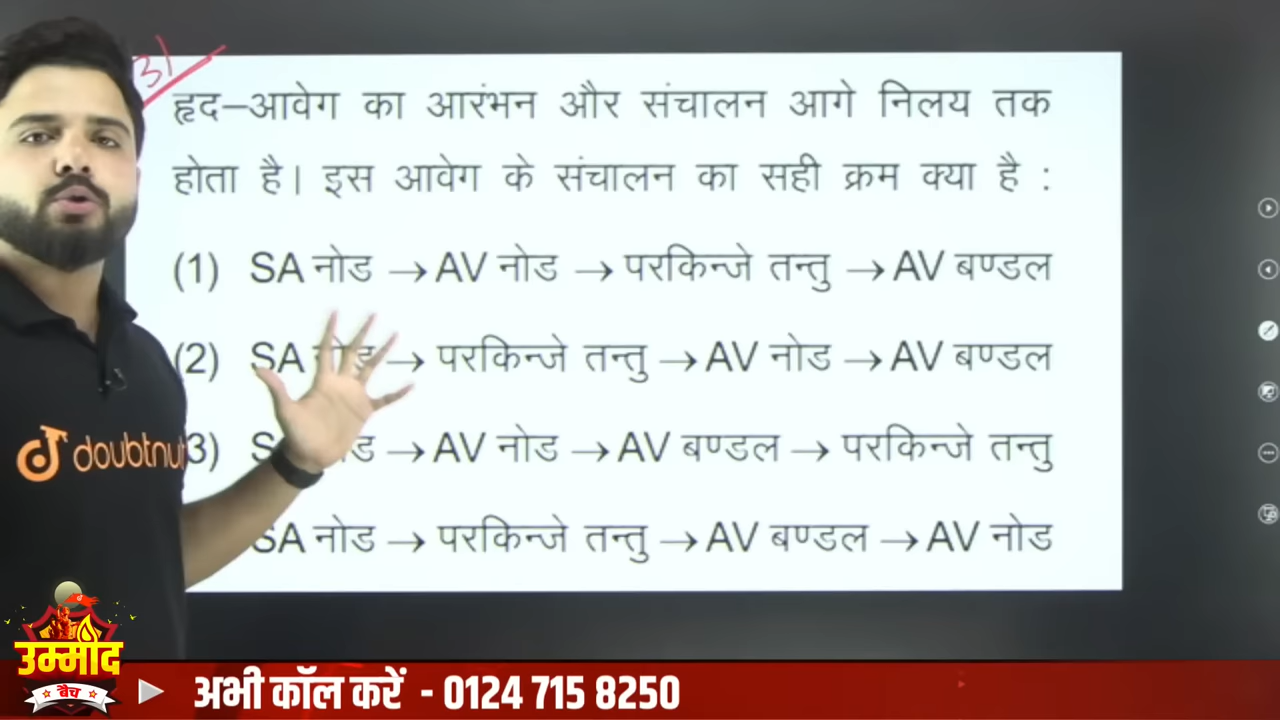 31
हृद–आवेग का आरंभन और संचालन आगे निलय तक
होता है। इस आवेग के संचालन का सही क्रम क्या है :
(1) SA नोड → AV नोड → परकिन्जे तन्तु → AV बण्डल
(2) SA नोड → परकिन्जे तन्तु → AV नोड → AV बण्डल
3) S ड → AV नोड → AV बण्डल → परकिन्जे तन्तु
SA नोड → परकिन्जे तन्तु → AV बण्डल → AV नोड
doubtnut
उम्मीद
बैच
अभी कॉल करें - 0124 715 8250